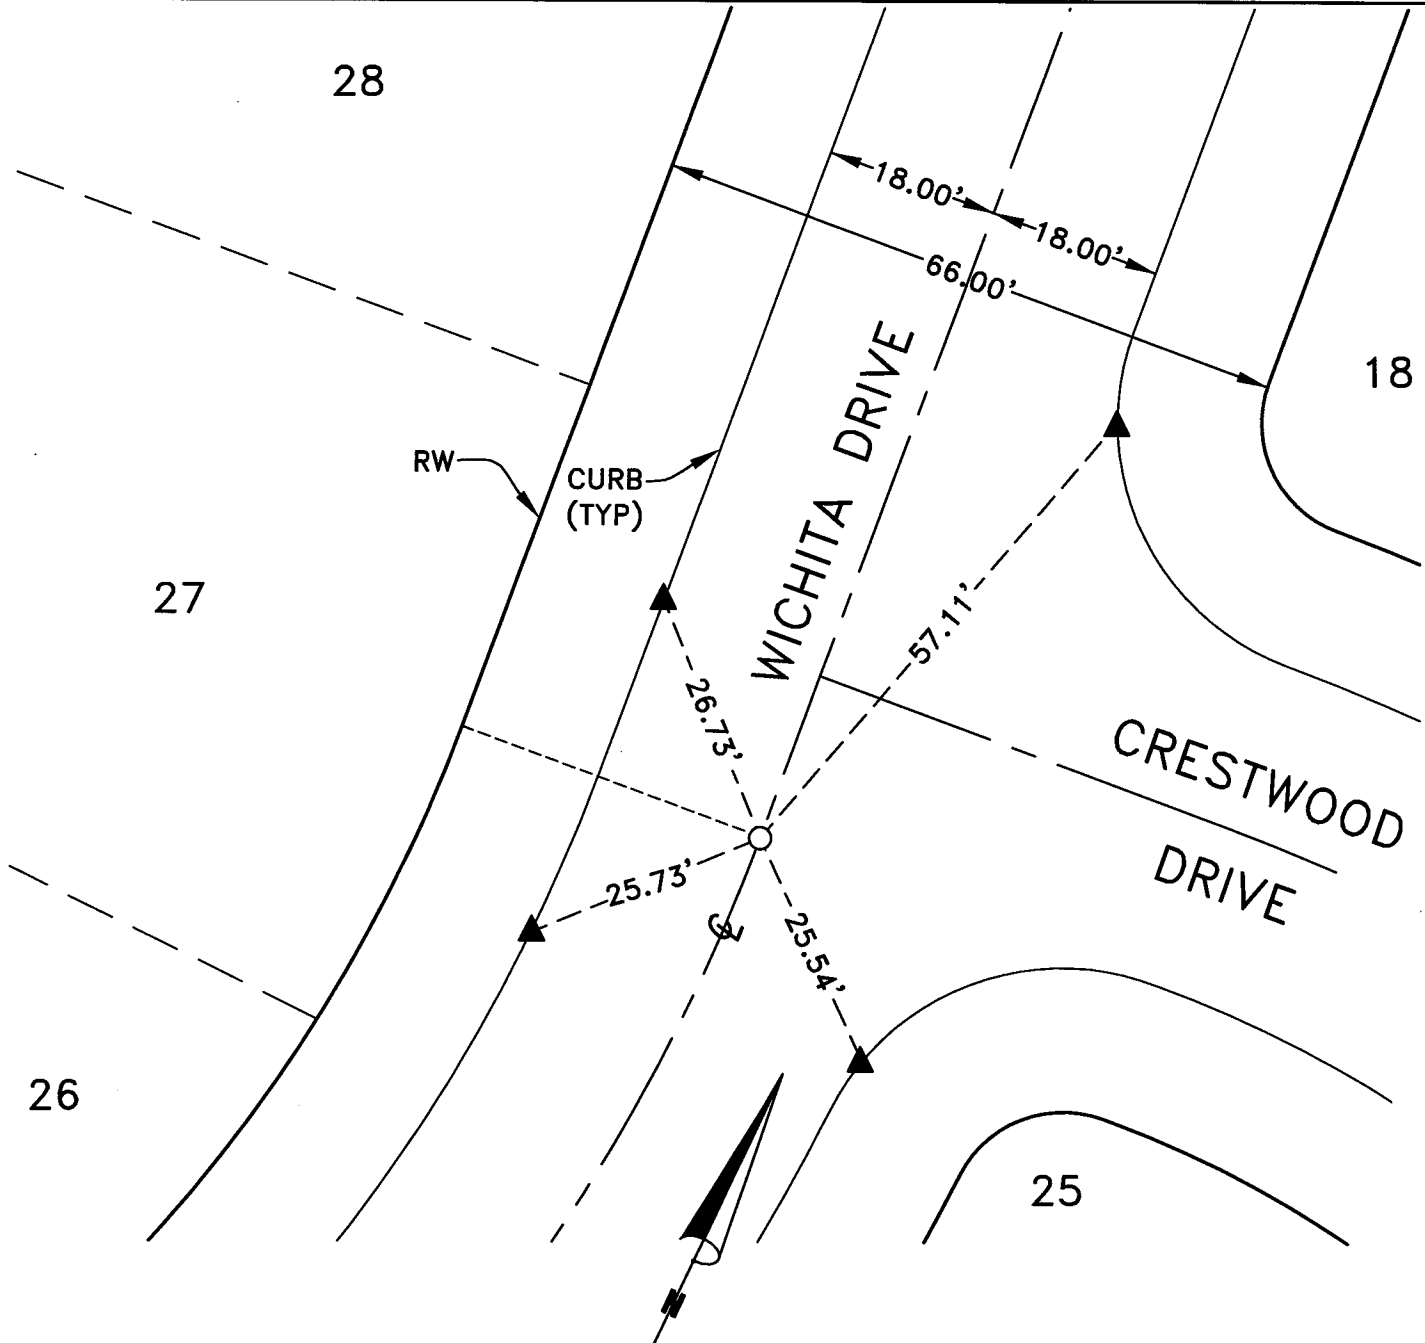 28
18.00'
18.00'
66.00'
18
WICHITA DRIVE
RW
CURB
(TYP)
27
57.11'
26.73'
CRESTWOOD
DRIVE
25.73'
℄
25.54'
26
25
N